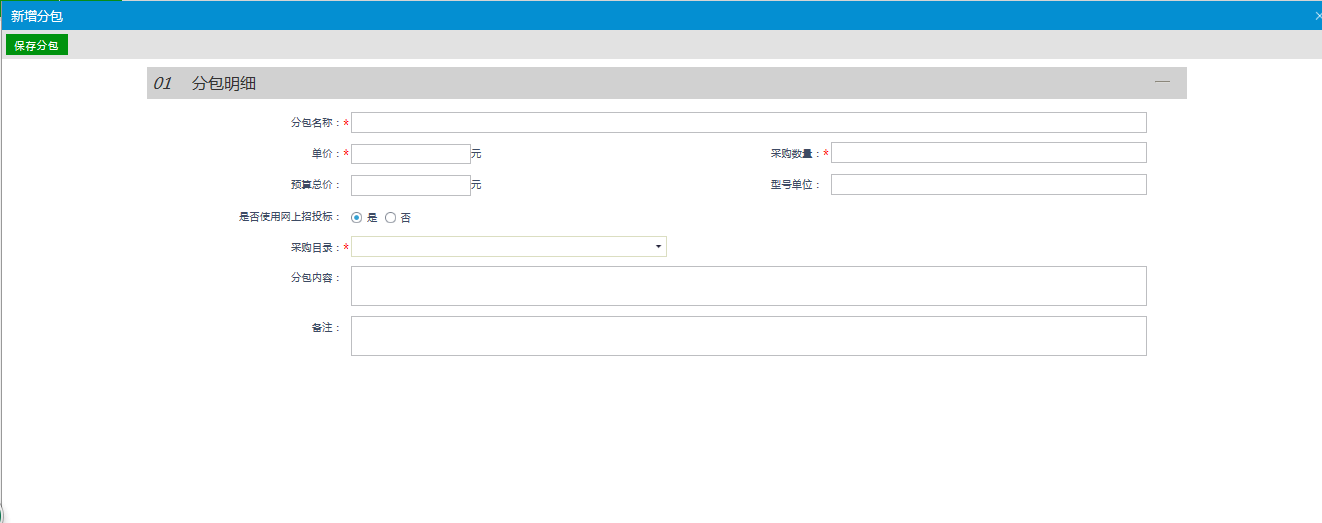 新增分包
保存分包
01 分包明细
分包名称：*
单价：* 元 采购数量：*
预算总价： 元 型号单位：
是否使用网上招投标： 是 否
采购目录：*
分包内容：
备注：